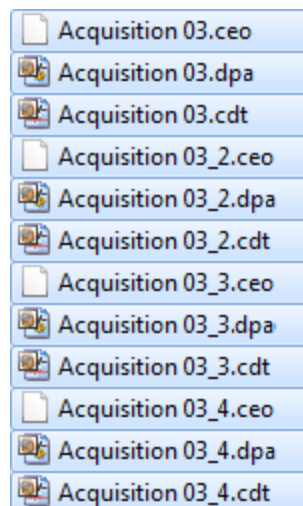 Acquisition 03.ceo
Acquisition 03.dpa
Acquisition 03.cdt
Acquisition 03_2.ceo
Acquisition 03_2.dpa
Acquisition 03_2.cdt
Acquisition 03_3.ceo
Acquisition 03_3.dpa
Acquisition 03_3.cdt
Acquisition 03_4.ceo
Acquisition 03_4.dpa
Acquisition 03_4.cdt